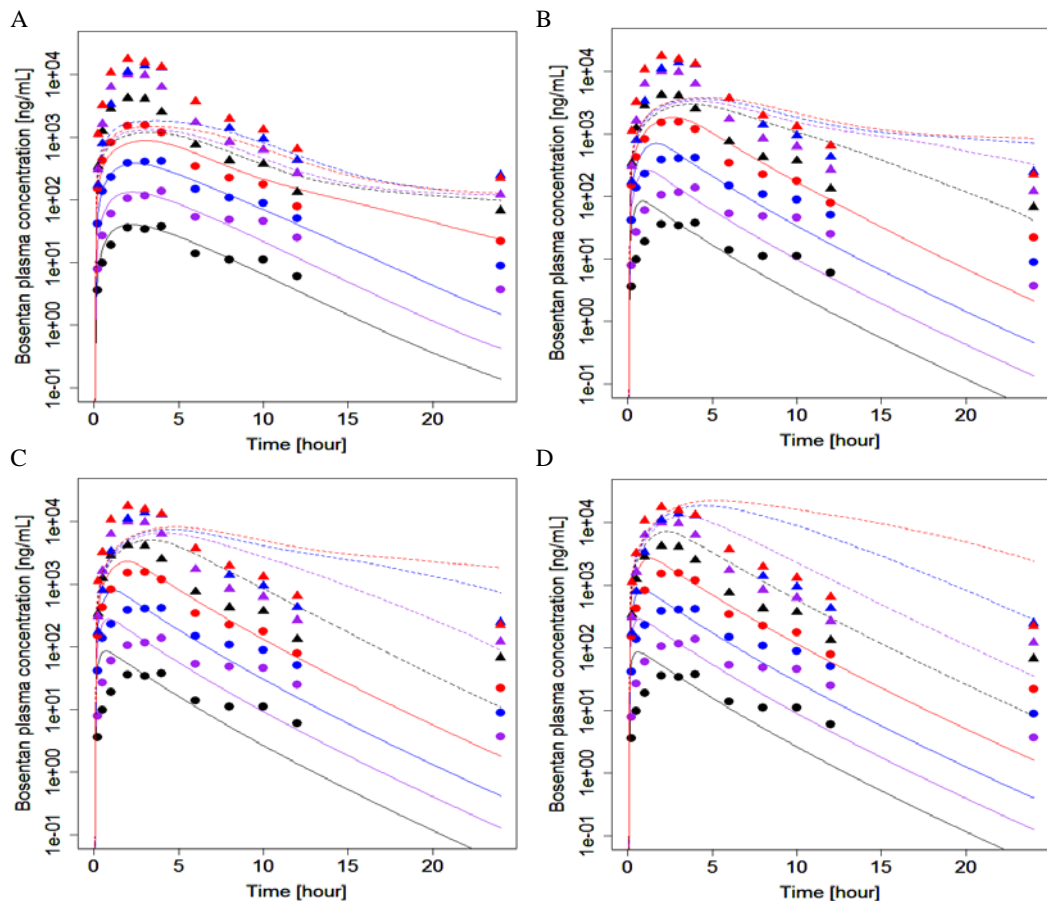 A
Bosentan plasma concentration [ng/mL]
1e+04
1e+03
1e+02
1e+01
1e+00
1e-01
0 5 10 15 20
Time [hour]
B
Bosentan plasma concentration [ng/mL]
1e+04
1e+03
1e+02
1e+01
1e+00
1e-01
0 5 10 15 20
Time [hour]
C
Bosentan plasma concentration [ng/mL]
1e+04
1e+03
1e+02
1e+01
1e+00
1e-01
0 5 10 15 20
Time [hour]
D
Bosentan plasma concentration [ng/mL]
1e+04
1e+03
1e+02
1e+01
1e+00
1e-01
0 5 10 15 20
Time [hour]